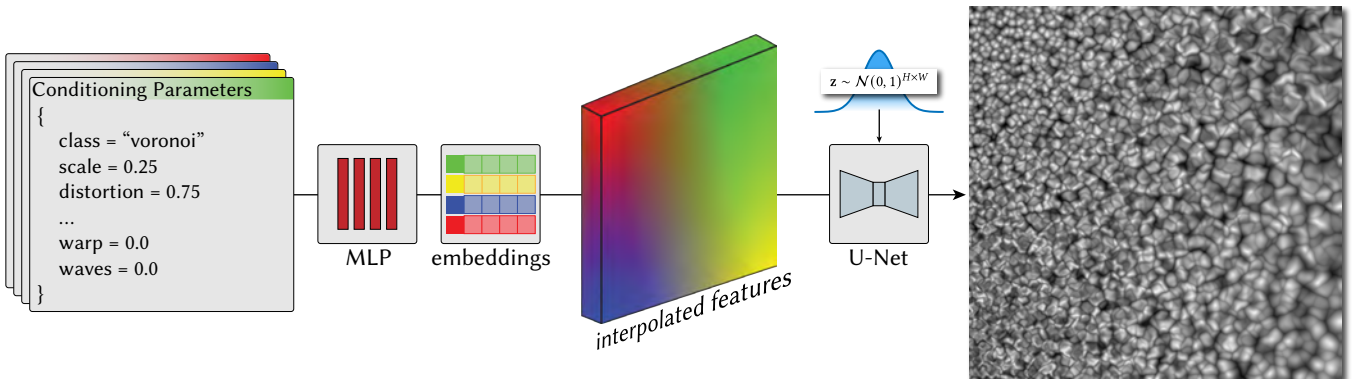 Conditioning Parameters
{
class = “voronoi”
scale = 0.25
distortion = 0.75
...
warp = 0.0
waves = 0.0
}
MLP
embeddings
interpolated features
z ∼ 𝒩(0, 1)^{H×W}
U-Net